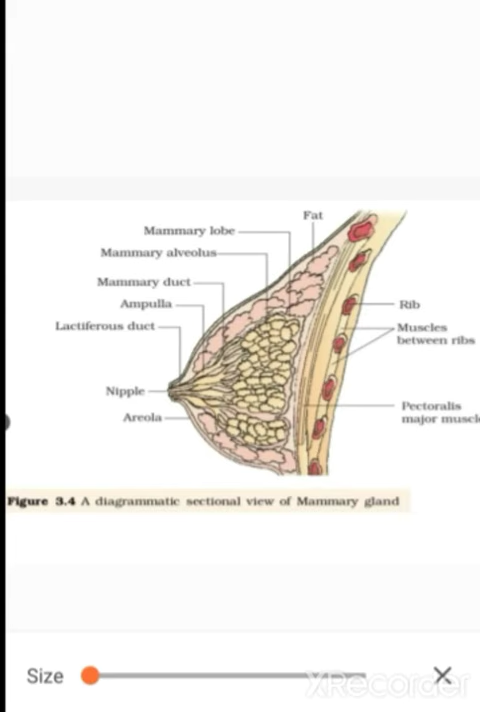 Fat
Mammary lobe
Mammary alveolus
Mammary duct
Ampulla
Lactiferous duct
Rib
Muscles
between ribs
Nipple
Areola
Pectoralis
major muscle
Figure 3.4 A diagrammatic sectional view of Mammary gland
Size
XRecorder